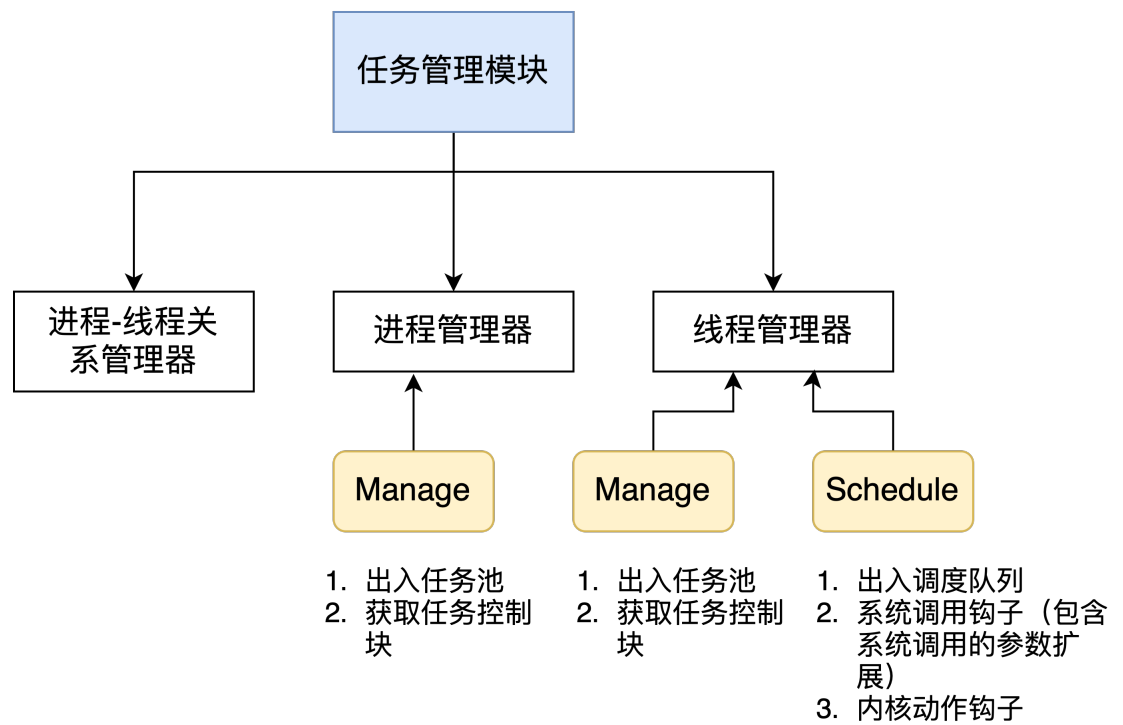 任务管理模块
进程-线程关
系管理器
进程管理器
线程管理器
Manage
Manage
Schedule
1. 出入任务池
2. 获取任务控制
块
1. 出入任务池
2. 获取任务控制
块
1. 出入调度队列
2. 系统调用钩子（包含
系统调用的参数扩
展）
3. 内核动作钩子